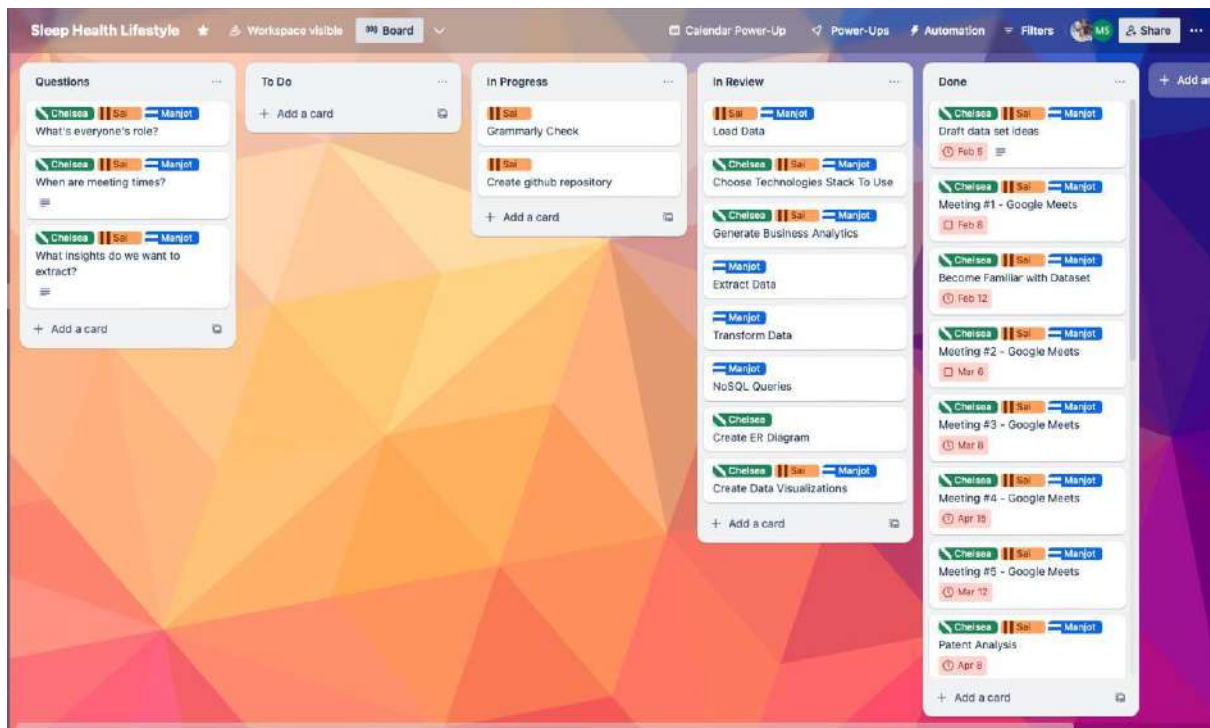 Sleep Health Lifestyle
Workspace visible
Board
Calendar Power-Up
Power-Ups
Automation
Filters
MS
Share
Questions
Chelsea Sai Manjot
What's everyone's role?
Chelsea Sai Manjot
When are meeting times?
Chelsea Sai Manjot
What insights do we want to
extract?
+ Add a card
To Do
+ Add a card
In Progress
Sai
Grammarly Check
Sai
Create github repository
+ Add a card
In Review
Sai Manjot
Load Data
Chelsea Sai Manjot
Choose Technologies Stack To Use
Chelsea Sai Manjot
Generate Business Analytics
Manjot
Extract Data
Manjot
Transform Data
Manjot
NoSQL Queries
Chelsea
Create ER Diagram
Chelsea Sai Manjot
Create Data Visualizations
+ Add a card
Done
Chelsea Sai Manjot
Draft data set ideas
Feb 5
Chelsea Sai Manjot
Meeting #1 - Google Meets
Feb 6
Chelsea Sai Manjot
Become Familiar with Dataset
Feb 12
Chelsea Sai Manjot
Meeting #2 - Google Meets
Mar 6
Chelsea Sai Manjot
Meeting #3 - Google Meets
Mar 8
Chelsea Sai Manjot
Meeting #4 - Google Meets
Apr 15
Chelsea Sai Manjot
Meeting #5 - Google Meets
Mar 12
Chelsea Sai Manjot
Patent Analysis
Apr 8
+ Add a card
+ Add an